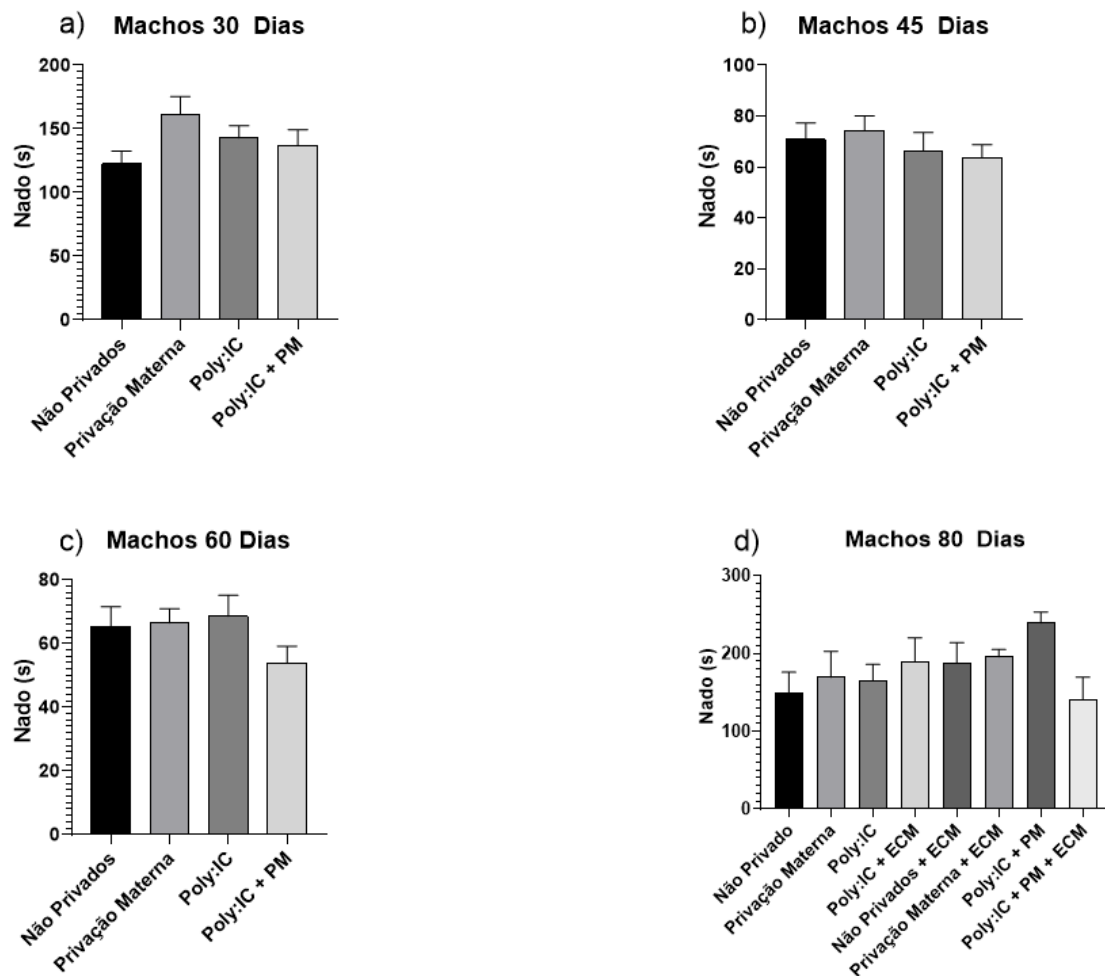 a) Machos 30 Dias
Nado (s)
200
150
100
50
0
Não Privados
Privação Materna
Poly:IC
Poly:IC + PM
b) Machos 45 Dias
Nado (s)
100
80
60
40
20
0
Não Privados
Privação Materna
Poly:IC
Poly:IC + PM
c) Machos 60 Dias
Nado (s)
80
60
40
20
0
Não Privados
Privação Materna
Poly:IC
Poly:IC + PM
d) Machos 80 Dias
Nado (s)
300
200
100
0
Não Privado
Privação Materna
Poly:IC
Poly:IC + ECM
Não Privados + ECM
Privação Materna + ECM
Poly:IC + PM
Poly:IC + PM + ECM